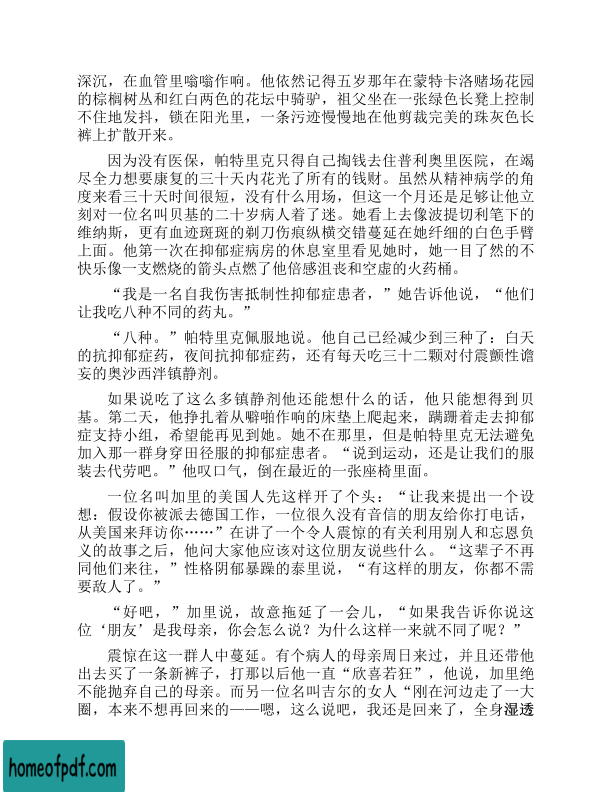 深沉，在血管里嗡嗡作响。他依然记得五岁那年在蒙特卡洛赌场花园
的棕榈树丛和红白两色的花坛中骑驴，祖父坐在一张绿色长凳上控制
不住地发抖，锁在阳光里，一条污迹慢慢地在他剪裁完美的珠灰色长
裤上扩散开来。
因为没有医保，帕特里克只得自己掏钱去住普利奥里医院，在竭
尽全力想要康复的三十天内花光了所有的钱财。虽然从精神病学的角
度来看三十天时间很短，没有什么用场，但这一个月还是足够让他立
刻对一位名叫贝基的二十岁病人着了迷。她看上去像波提切利笔下的
维纳斯，更有血迹斑斑的剃刀伤痕纵横交错蔓延在她纤细的白色手臂
上面。他第一次在抑郁症病房的休息室里看见她时，她一目了然的不
快乐像一支燃烧的箭头点燃了他倍感沮丧和空虚的火药桶。
“我是一名自我伤害抵制性抑郁症患者，”她告诉他说，“他们
让我吃八种不同的药丸。”
“八种。”帕特里克佩服地说。他自己已经减少到三种了：白天
的抗抑郁症药，夜间抗抑郁症药，还有每天吃三十二颗对付震颤性谵
妄的奥沙西泮镇静剂。
如果说吃了这么多镇静剂他还能想什么的话，他只能想得到贝
基。第二天，他挣扎着从噼啪作响的床垫上爬起来，蹒跚着走去抑郁
症支持小组，希望能再见到她。她不在那里，但是帕特里克无法避免
加入那一群身穿田径服的抑郁症患者。“说到运动，还是让我们的服
装去代劳吧。”他叹口气，倒在最近的一张座椅里面。
一位名叫加里的美国人先这样开了个头：“让我来提出一个设
想：假设你被派去德国工作，一位很久没有音信的朋友给你打电话，
从美国来拜访你……”在讲了一个令人震惊的有关利用别人和忘恩负
义的故事之后，他问大家他应该对这位朋友说些什么。“这辈子不再
同他们来往，”性格阴郁暴躁的泰里说，“有这样的朋友，你都不需
要敌人了。”
“好吧，”加里说，故意拖延了一会儿，“如果我告诉你说这
位‘朋友’是我母亲，你会怎么说？为什么这样一来就不同了呢？”
震惊在这一群人中蔓延。有个病人的母亲周日来过，并且还带他
出去买了一条新裤子，打那以后他一直“欣喜若狂”，他说，加里绝
不能抛弃自己的母亲。而另一位名叫吉尔的女人“刚在河边走了一大
圈，本来不想再回来的——嗯，这么说吧，我还是回来了，全身湿透
homeofpdf.com